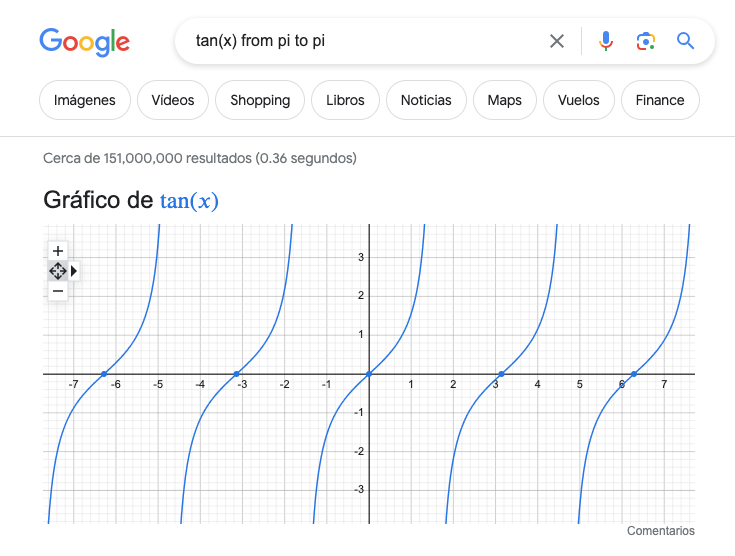 Google
tan(x) from pi to pi
Imágenes Vídeos Shopping Libros Noticias Maps Vuelos Finance
Cerca de 151,000,000 resultados (0.36 segundos)
Gráfico de tan(x)
+
−
3
2
1
-7 -6 -5 -4 -3 -2 -1 1 2 3 4 5 6 7
-1
-2
-3
Comentarios